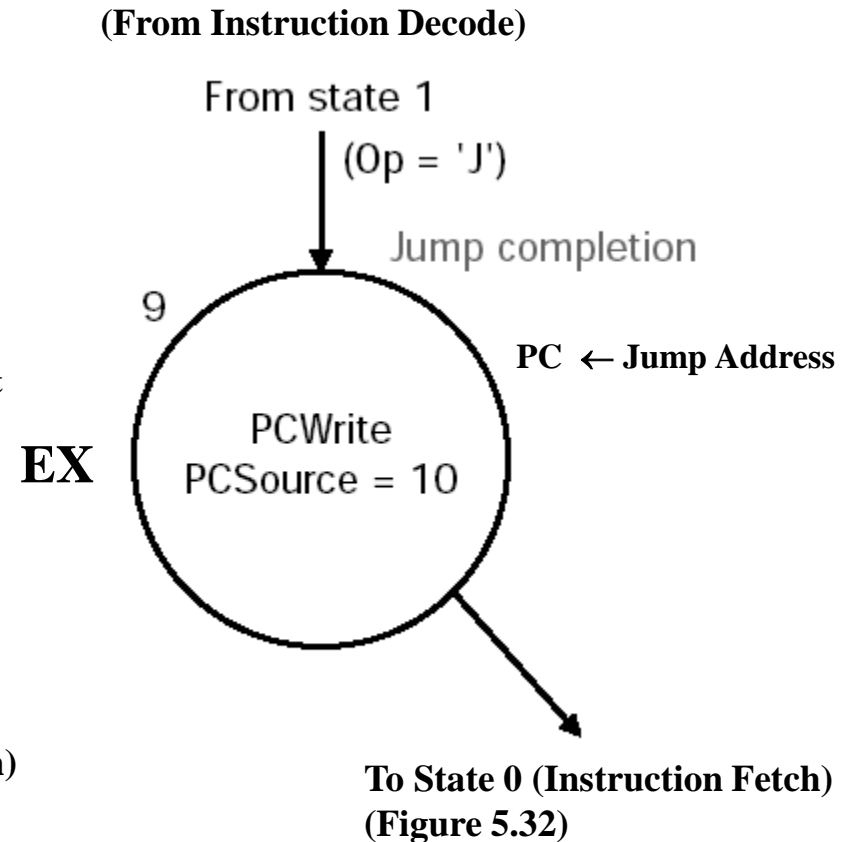 (From Instruction Decode)
From state 1
(Op = 'J')
Jump completion
9
PC ← Jump Address
EX
PCWrite
PCSource = 10
To State 0 (Instruction Fetch)
(Figure 5.32)